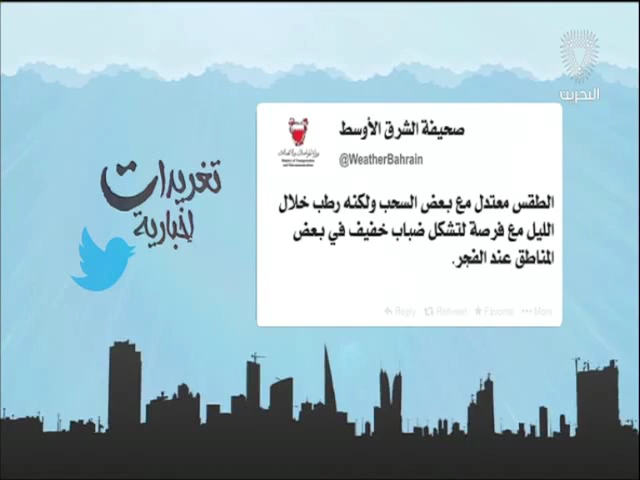 البحرين
صحيفة الشرق الأوسط
@WeatherBahrain
تغريدات
إخبارية
الطقس معتدل مع بعض السحب ولكنه رطب خلال
الليل مع فرصة لتشكل ضباب خفيف في بعض
المناطق عند الفجر.
Reply Retweet Favorite More